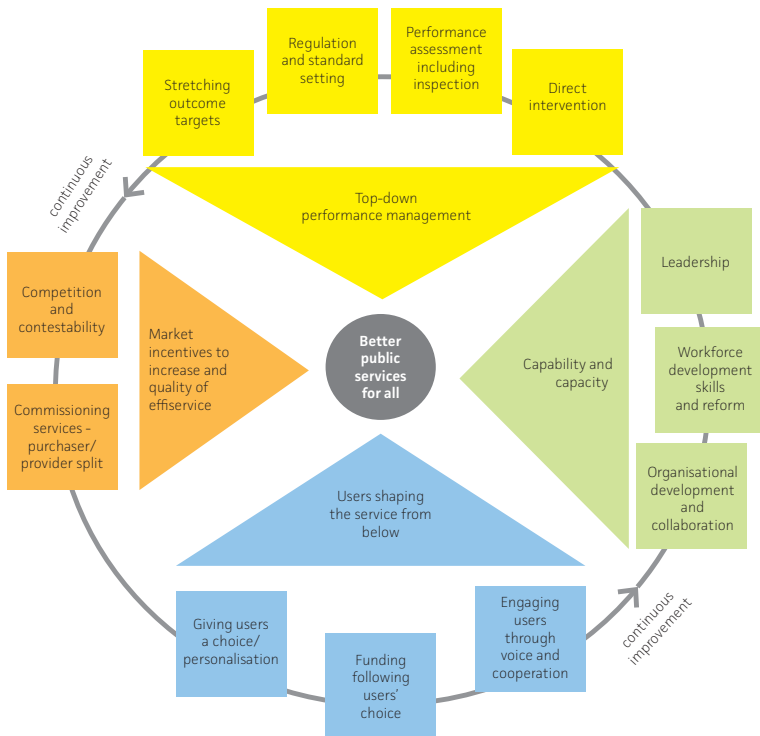 Stretching
outcome
targets
Regulation
and standard
setting
Performance
assessment
including
inspection
Direct
intervention
continuous
improvement
Top-down
performance management
Leadership
Competition
and
contestability
Market
incentives to
increase and
quality of
effiservice
Better
public
services
for all
Capability and
capacity
Workforce
development
skills
and reform
Commissioning
services -
purchaser/
provider split
Organisational
development
and
collaboration
Users shaping
the service from
below
Giving users
a choice/
personalisation
Funding
following
users’
choice
Engaging
users
through
voice and
cooperation
continuous
improvement